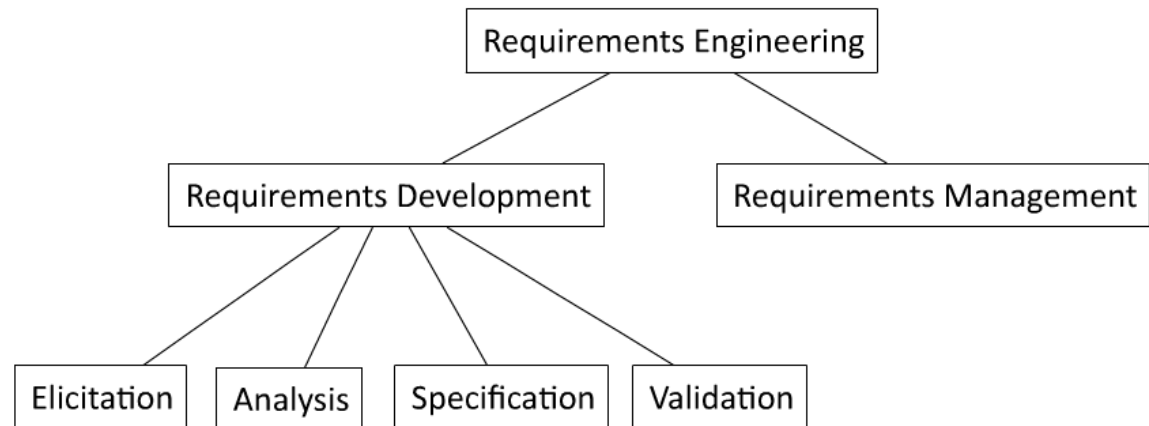 Requirements Engineering
Requirements Development
Requirements Management
Elicitation
Analysis
Specification
Validation